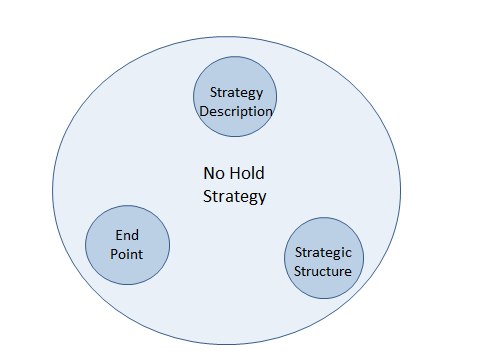 Strategy
Description
No Hold
Strategy
End
Point
Strategic
Structure